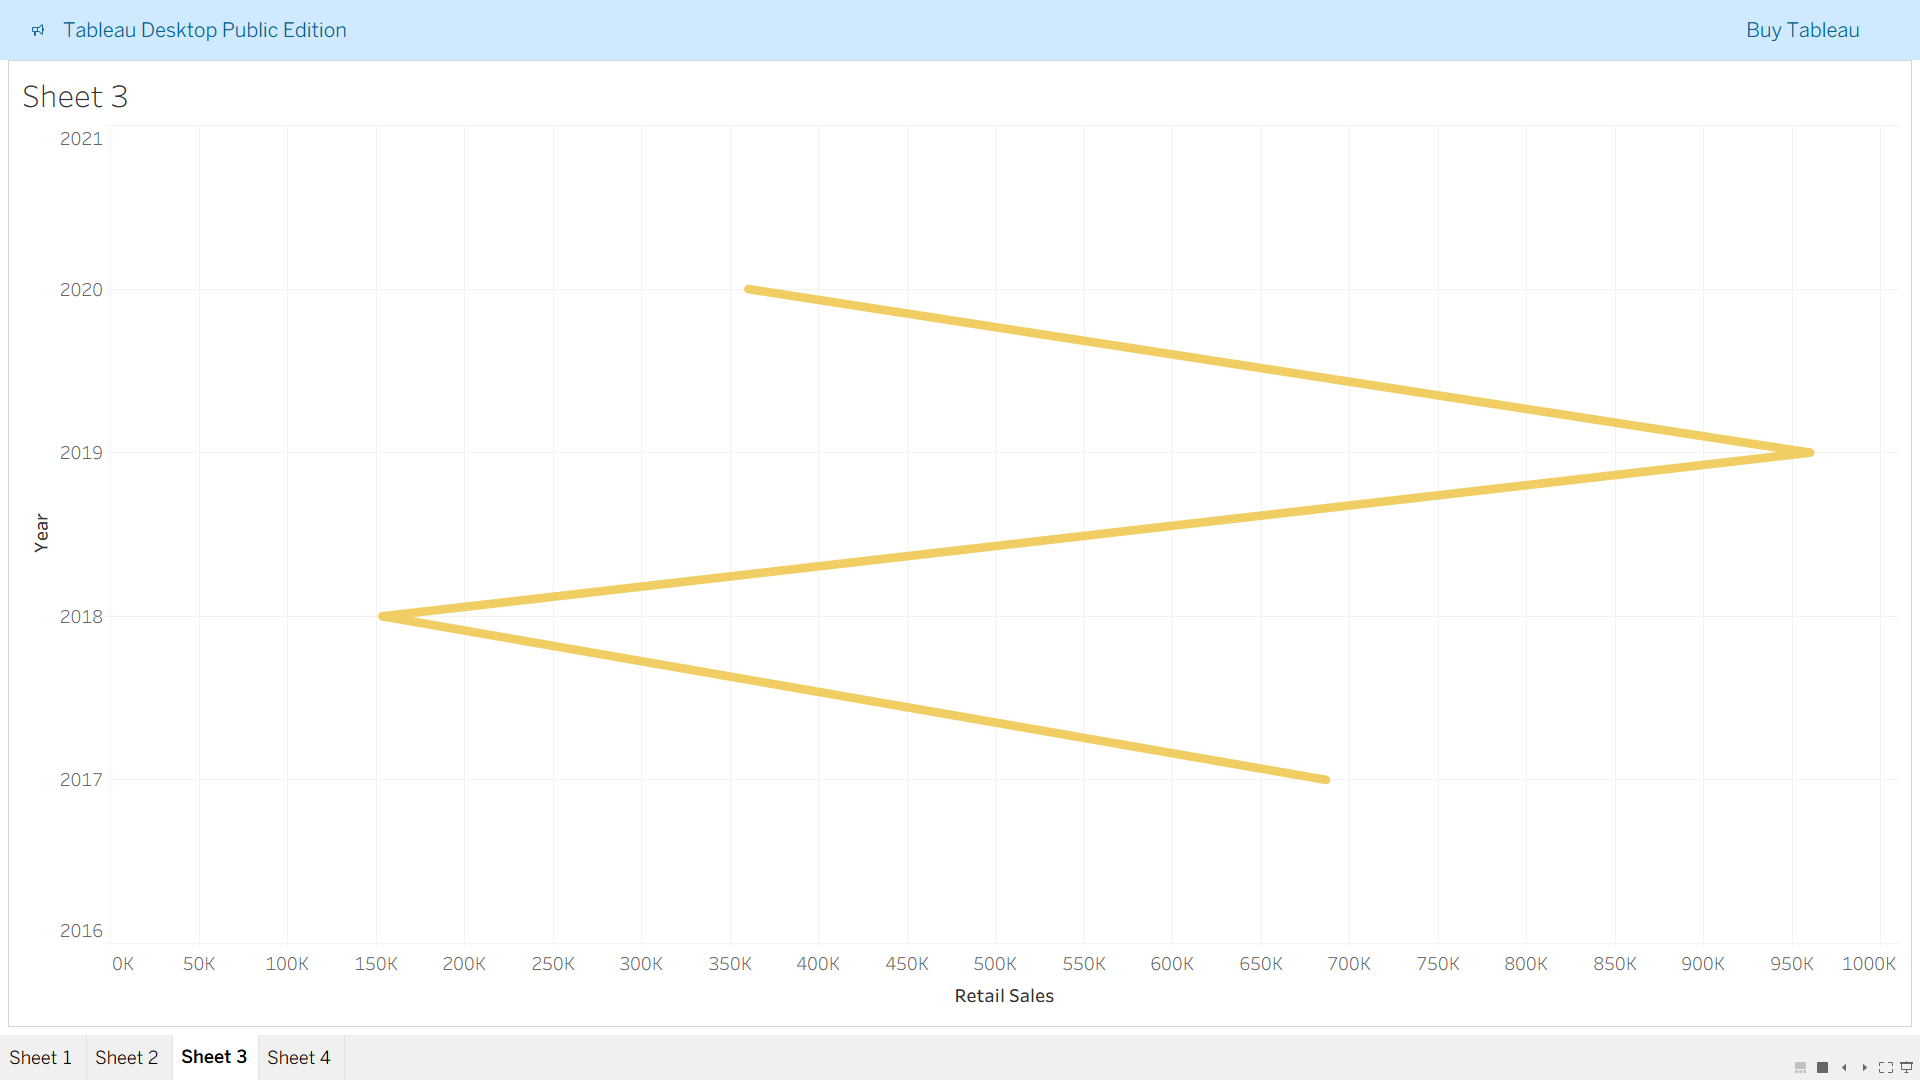 Tableau Desktop Public Edition
Buy Tableau
Sheet 3
2021
2020
2019
2018
2017
2016
Year
0K 50K 100K 150K 200K 250K 300K 350K 400K 450K 500K 550K 600K 650K 700K 750K 800K 850K 900K 950K 1000K
Retail Sales
Sheet 1 Sheet 2 Sheet 3 Sheet 4